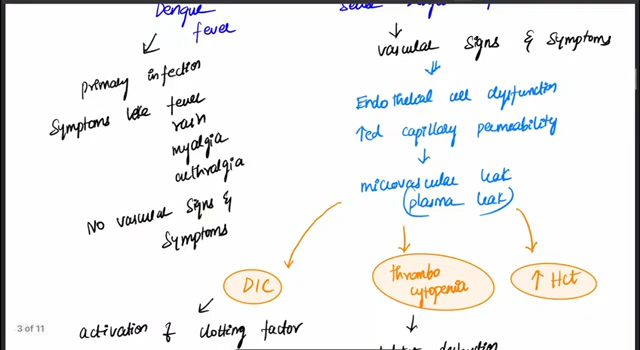 Dengue
fever
primary infection
Symptoms like fever
rash
myalgia
arthralgia
No vascular Signs &
Symptoms
vascular Signs & Symptoms
Endothelial cell dysfunction
↑ed capillary permeability
microvascular leak
(plasma leak)
DIC
thrombo
cytopenia
↑ Hct
activation of clotting factor
3 of 11